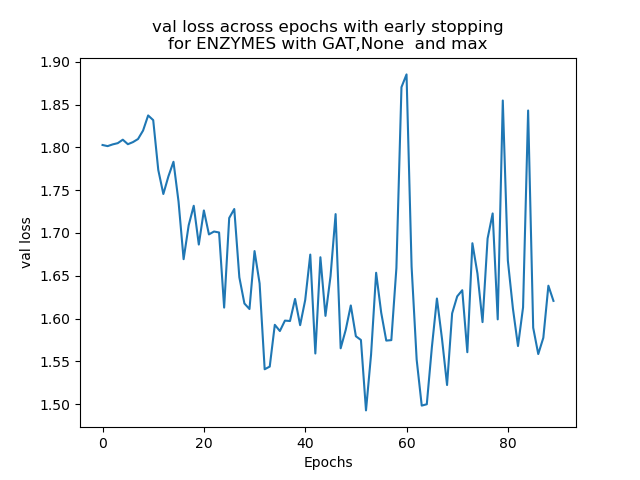 val loss across epochs with early stopping
for ENZYMES with GAT,None  and max
1.90
1.85
1.80
1.75
1.70
1.65
1.60
1.55
1.50
val loss
0 20 40 60 80
Epochs